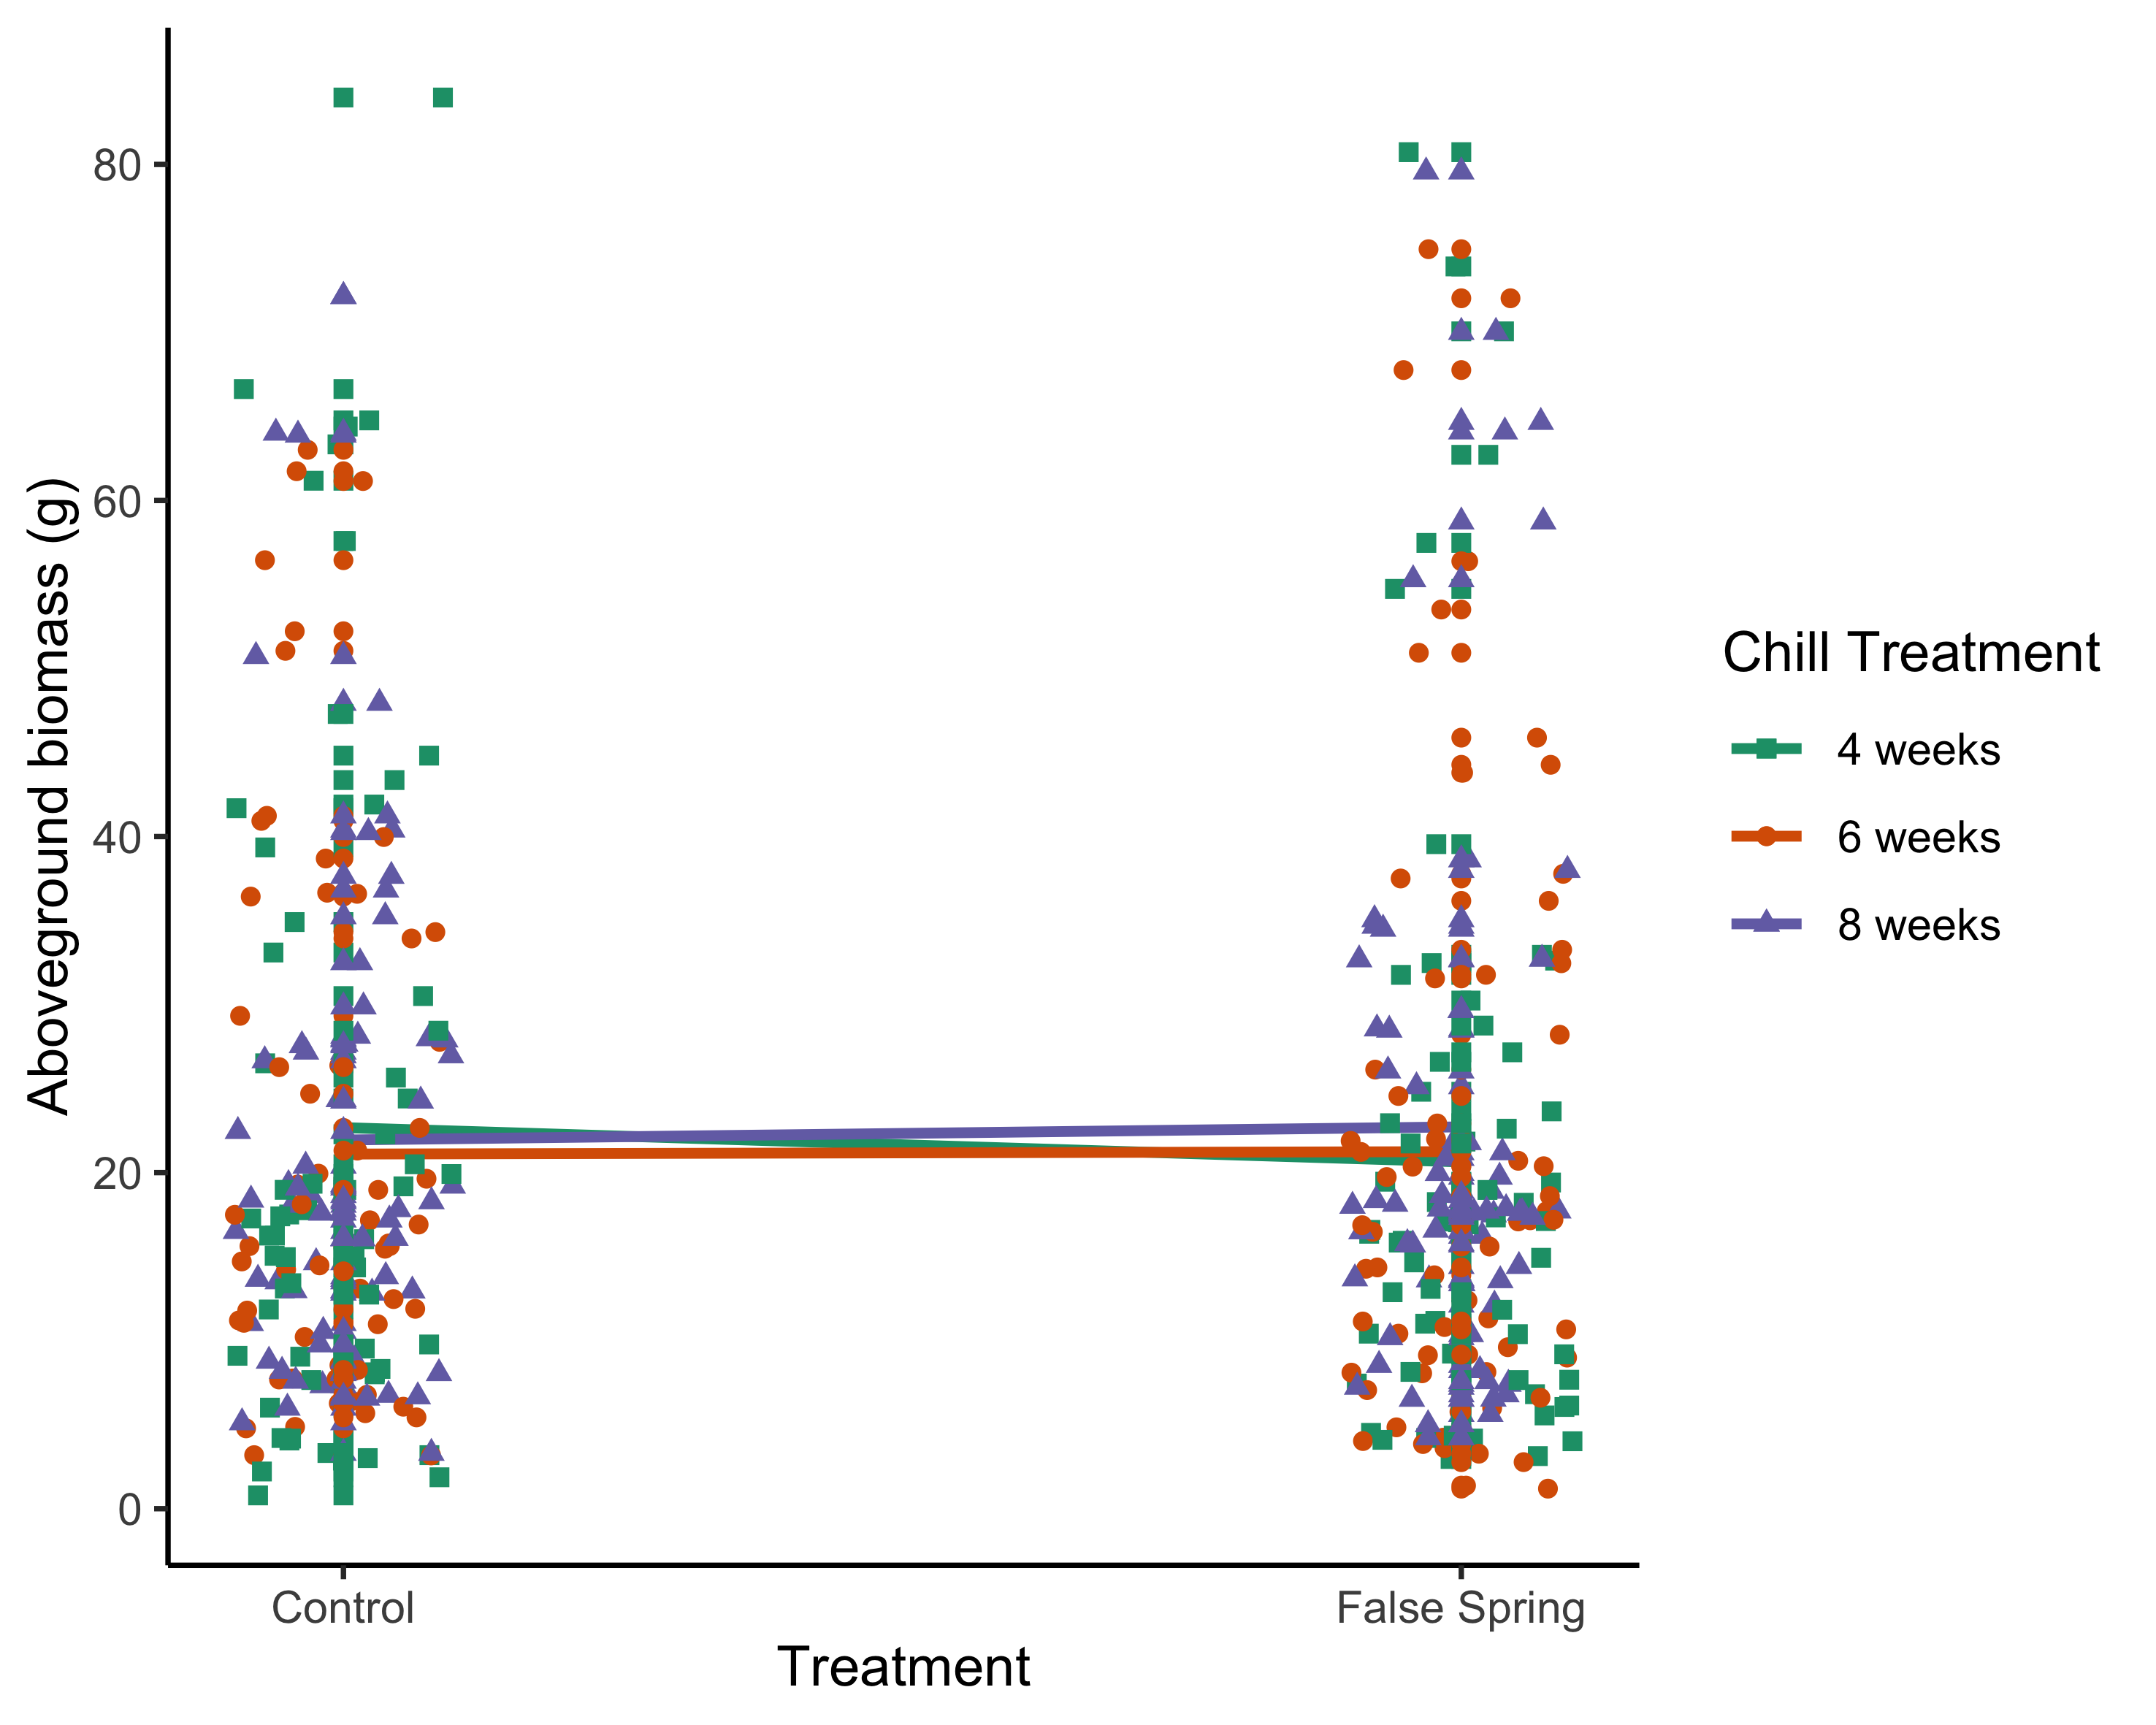 80
60
40
20
0
Aboveground biomass (g)
Control
False Spring
Treatment
Chill Treatment
4 weeks
6 weeks
8 weeks